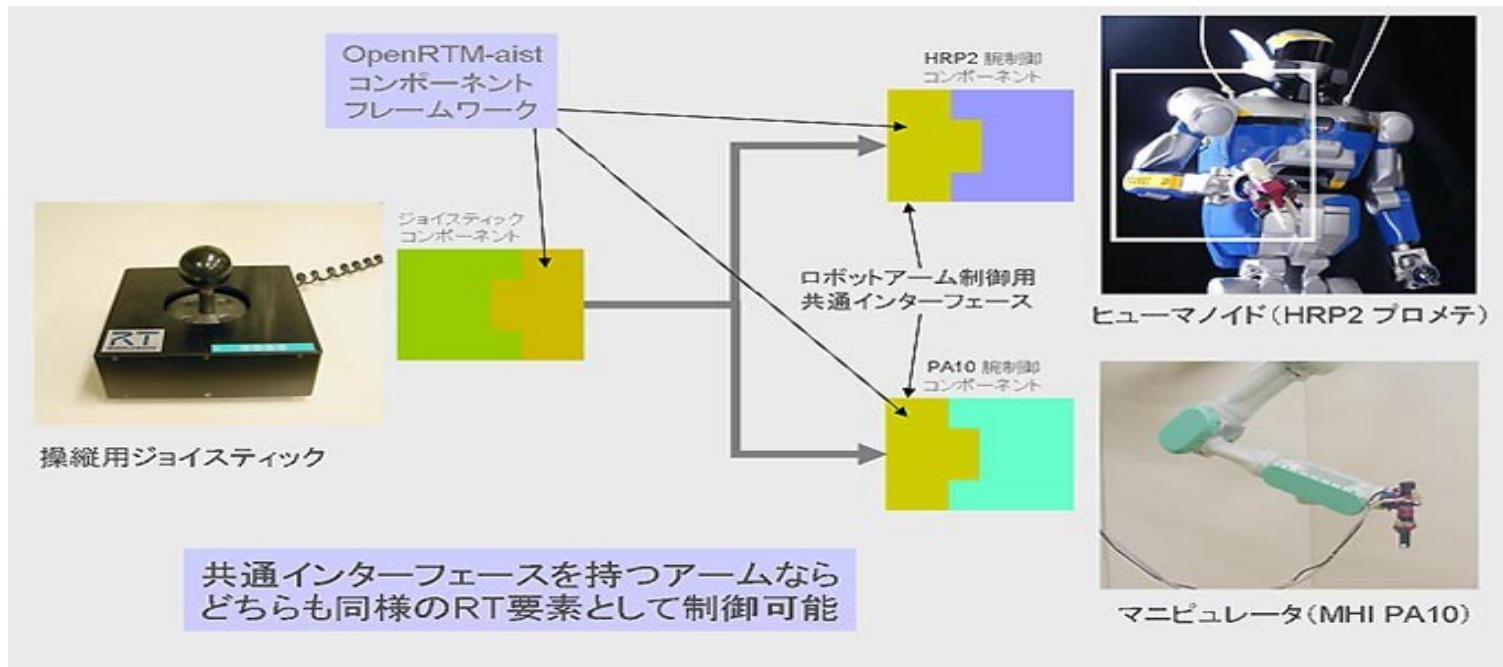 OpenRTM-aist
コンポーネント
フレームワーク
HRP2 腕制御
コンポーネント
ジョイスティック
コンポーネント
ロボットアーム制御用
共通インターフェース
ヒューマノイド(HRP2 プロメテ)
PA10 腕制御
コンポーネント
RT
操縦用ジョイスティック
マニピュレータ(MHI PA10)
共通インターフェースを持つアームなら
どちらも同様のRT要素として制御可能